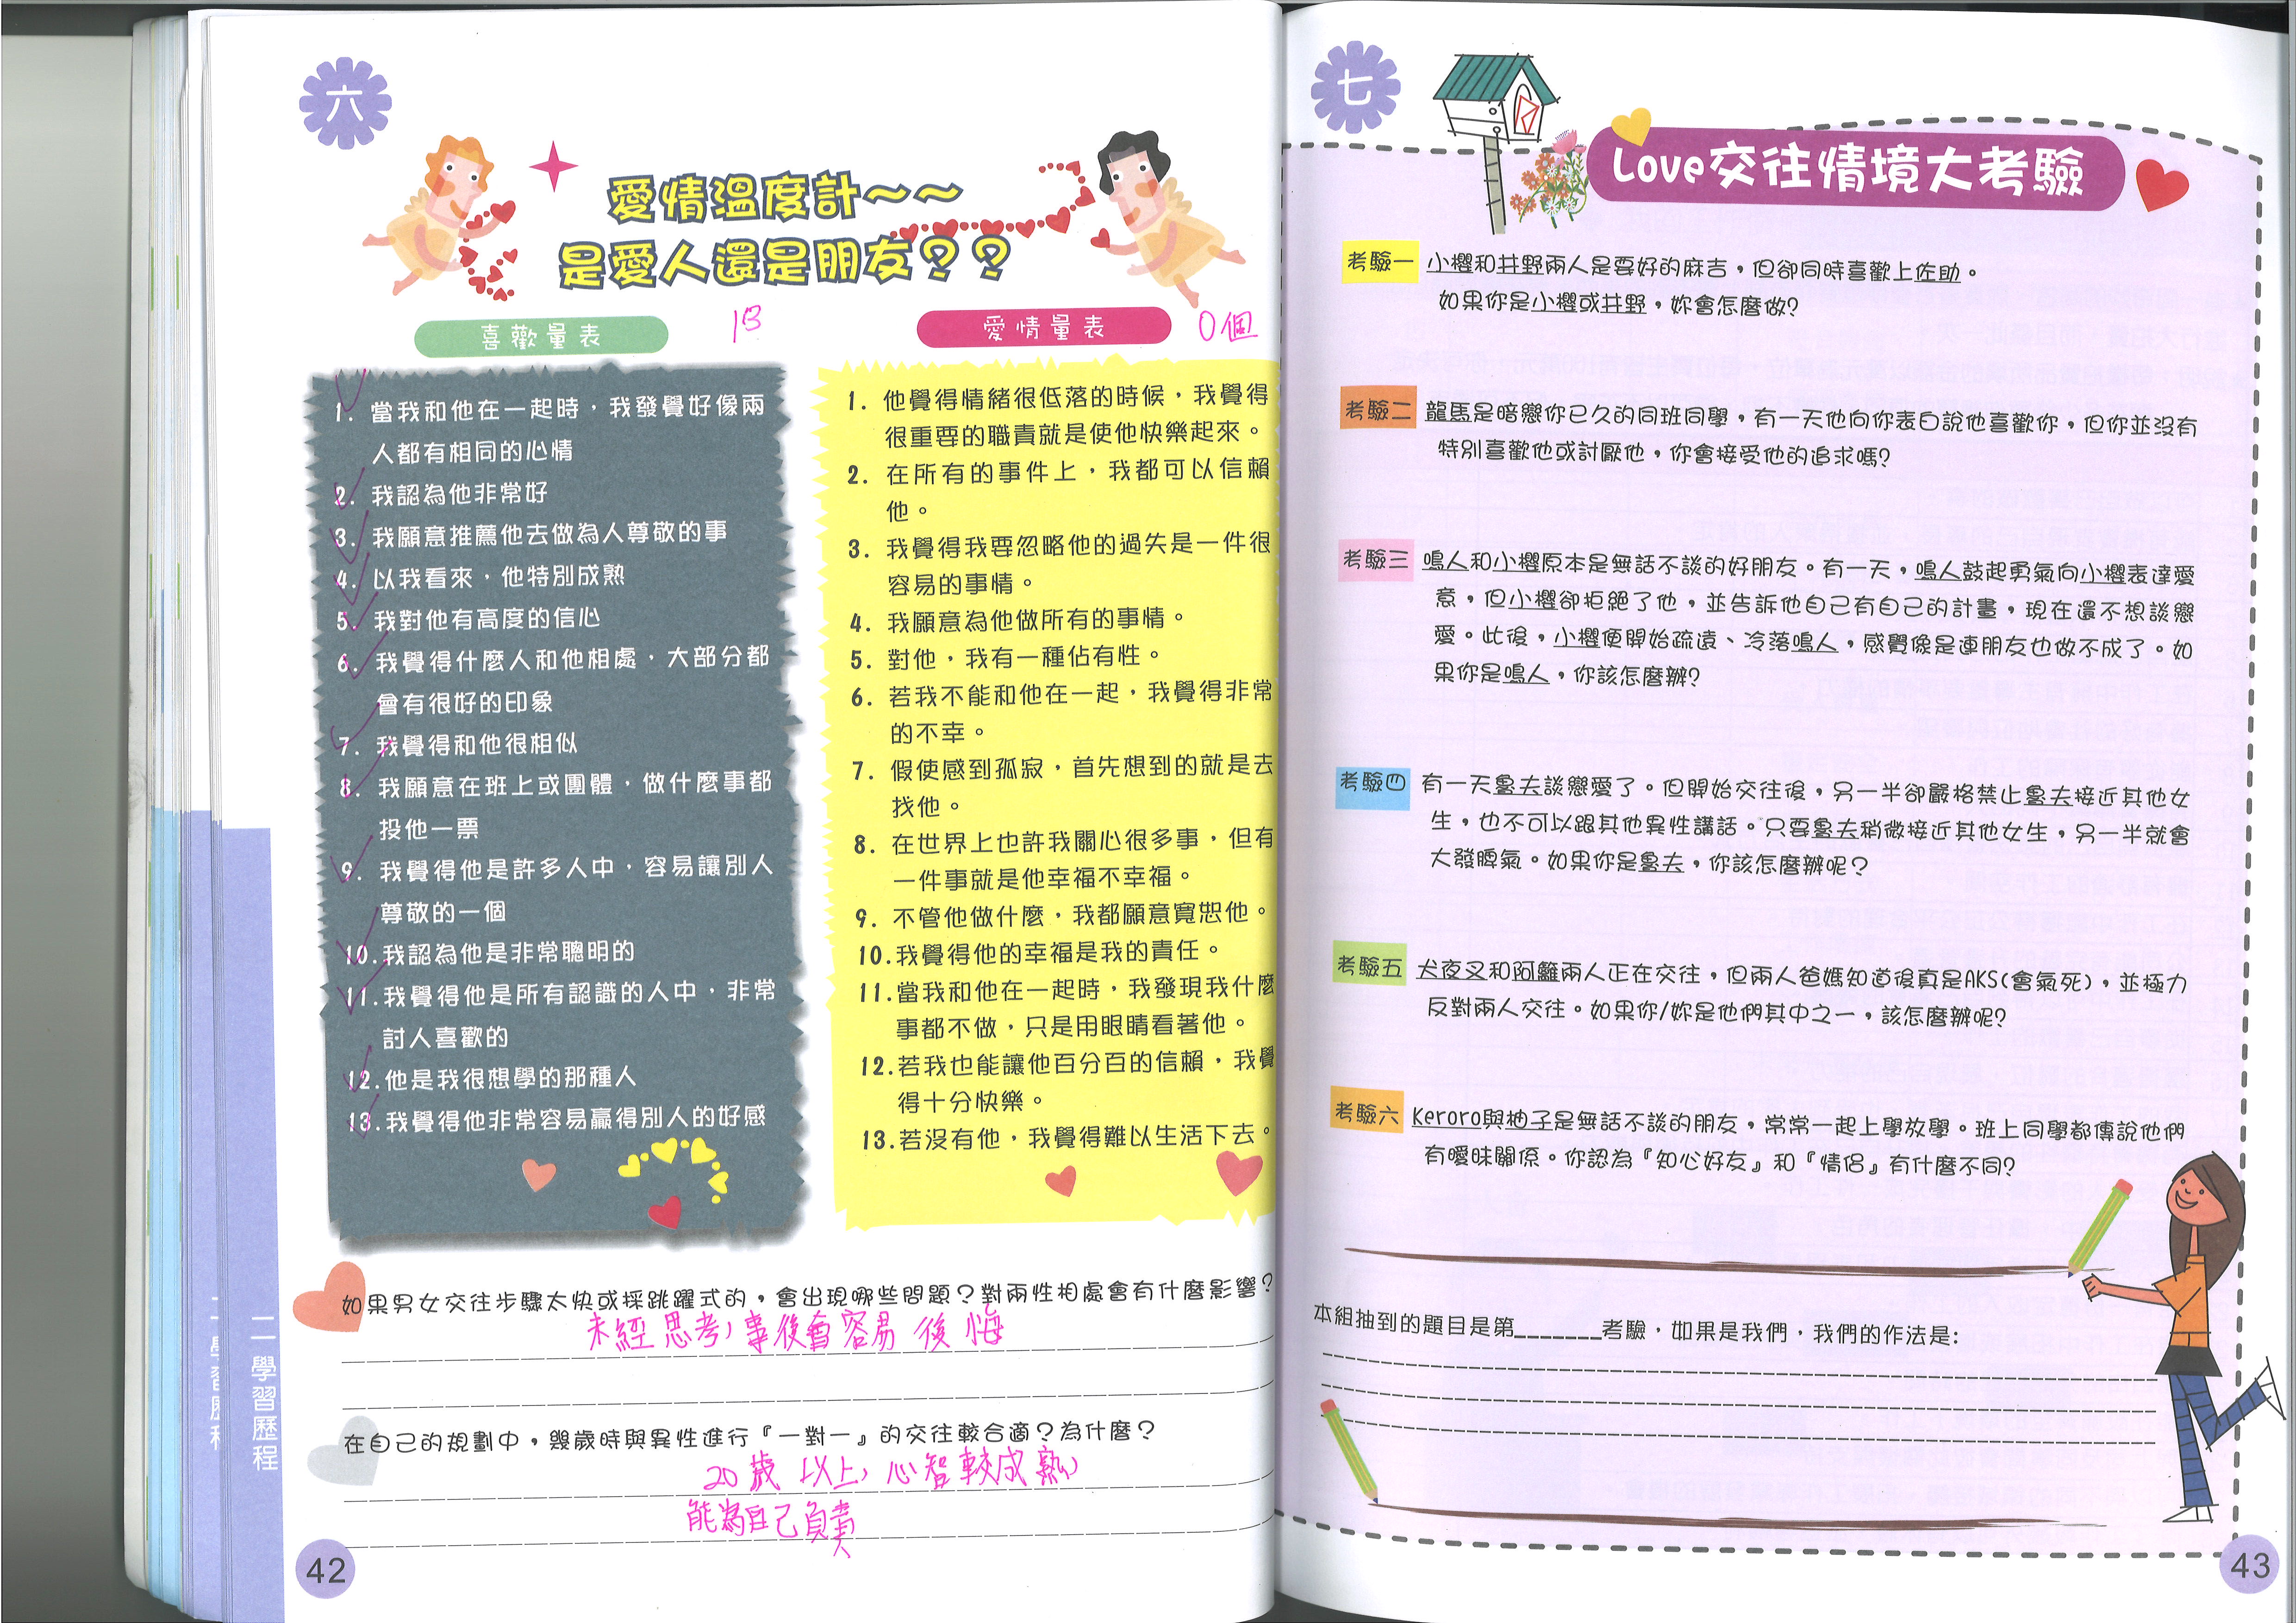 六
愛情溫度計～～
是愛人還是朋友？？
喜歡量表
13
1. 當我和他在一起時，我發覺好像兩
人都有相同的心情
2. 我認為他非常好
3. 我願意推薦他去做為人尊敬的事
4. 以我看來，他特別成熟
5. 我對他有高度的信心
6. 我覺得什麼人和他相處，大部分都
會有很好的印象
7. 我覺得和他很相似
8. 我願意在班上或團體，做什麼事都
投他一票
9. 我覺得他是許多人中，容易讓別人
尊敬的一個
10.我認為他是非常聰明的
11.我覺得他是所有認識的人中，非常
討人喜歡的
12.他是我很想學的那種人
13.我覺得他非常容易贏得別人的好感
愛情量表
0個
1. 他覺得情緒很低落的時候，我覺得
很重要的職責就是使他快樂起來。
2. 在所有的事件上，我都可以信賴
他。
3. 我覺得我要忽略他的過失是一件很
容易的事情。
4. 我願意為他做所有的事情。
5. 對他，我有一種佔有性。
6. 若我不能和他在一起，我覺得非常
的不幸。
7. 假使感到孤寂，首先想到的就是去
找他。
8. 在世界上也許我關心很多事，但有
一件事就是他幸福不幸福。
9. 不管他做什麼，我都願意寬恕他。
10.我覺得他的幸福是我的責任。
11.當我和他在一起時，我發現我什麼
事都不做，只是用眼睛看著他。
12.若我也能讓他百分百的信賴，我覺
得十分快樂。
13.若沒有他，我覺得難以生活下去。
如果男女交往步驟太快或採跳躍式的，會出現哪些問題？對兩性相處會有什麼影響？
未經思考，事後會容易後悔
在自己的規劃中，幾歲時與異性進行『一對一』的交往較合適？為什麼？
20歲以上，心智較成熟，
能為自己負責
二 學習歷程
42
七
Love交往情境大考驗
考驗一 小櫻和井野兩人是要好的麻吉，但卻同時喜歡上佐助。
如果你是小櫻或井野，妳會怎麼做?
考驗二 龍馬是暗戀你已久的同班同學，有一天他向你表白說他喜歡你，但你並沒有
特別喜歡他或討厭他，你會接受他的追求嗎?
考驗三 鳴人和小櫻原本是無話不談的好朋友。有一天，鳴人鼓起勇氣向小櫻表達愛
意，但小櫻卻拒絕了他，並告訴他自己有自己的計畫，現在還不想談戀
愛。此後，小櫻便開始疏遠、冷落鳴人，感覺像是連朋友也做不成了。如
果你是鳴人，你該怎麼辦?
考驗四 有一天魯夫談戀愛了。但開始交往後，另一半卻嚴格禁止魯夫接近其他女
生，也不可以跟其他異性講話。只要魯夫稍微接近其他女生，另一半就會
大發脾氣。如果你是魯夫，你該怎麼辦呢？
考驗五 犬夜叉和阿籬兩人正在交往，但兩人爸媽知道後真是AKS(會氣死)，並極力
反對兩人交往。如果你/妳是他們其中之一，該怎麼辦呢?
考驗六 Keroro與柚子是無話不談的朋友，常常一起上學放學。班上同學都傳說他們
有曖昧關係。你認為『知心好友』和『情侶』有什麼不同?
本組抽到的題目是第________考驗，如果是我們，我們的作法是:
43